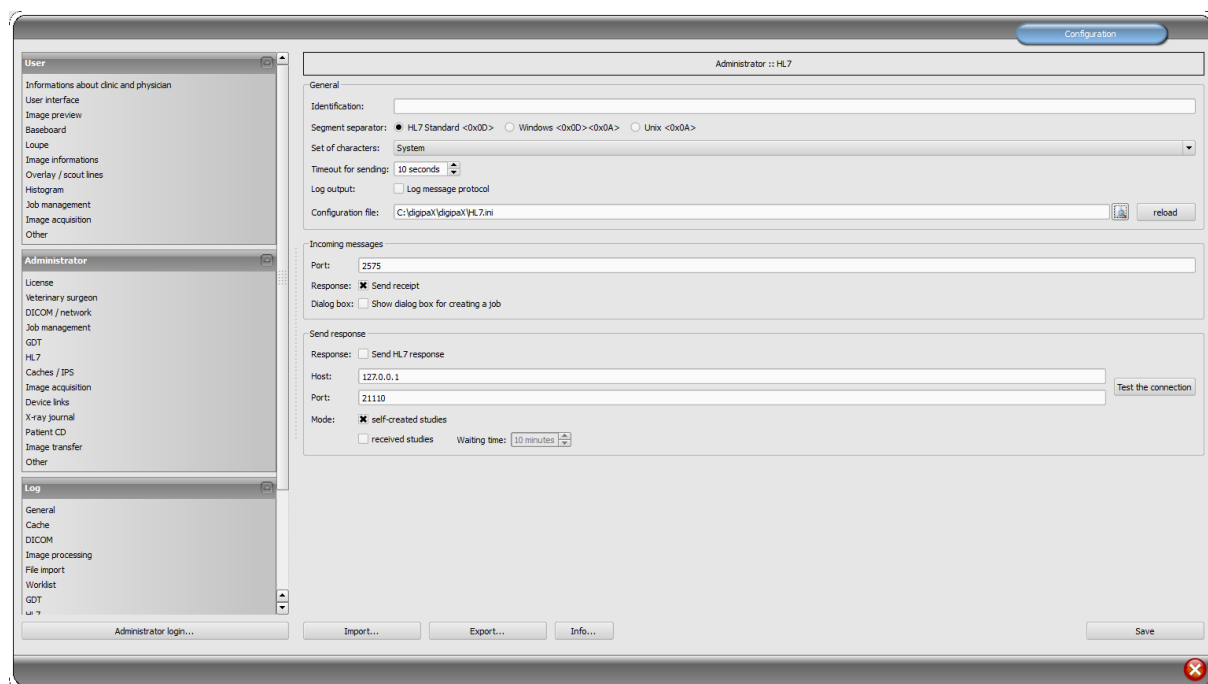 Configuration
User
Informations about clinic and physician
User interface
Image preview
Baseboard
Loupe
Image informations
Overlay / scout lines
Histogram
Job management
Image acquisition
Other
Administrator
License
Veterinary surgeon
DICOM / network
Job management
GDT
HL7
Caches / IPS
Image acquisition
Device links
X-ray journal
Patient CD
Image transfer
Other
Log
General
Cache
DICOM
Image processing
File import
Worklist
GDT
HL7
Administrator login...
Administrator :: HL7
General
Identification:
Segment separator: HL7 Standard <0x0D> Windows <0x0D><0x0A> Unix <0x0A>
Set of characters: System
Timeout for sending: 10 seconds
Log output: Log message protocol
Configuration file: C:\digipaX\digipaX\HL7.ini reload
Incoming messages
Port: 2575
Response: Send receipt
Dialog box: Show dialog box for creating a job
Send response
Response: Send HL7 response
Host: 127.0.0.1
Test the connection
Port: 21110
Mode: self-created studies
received studies Waiting time: 10 minutes
Import... Export... Info... Save